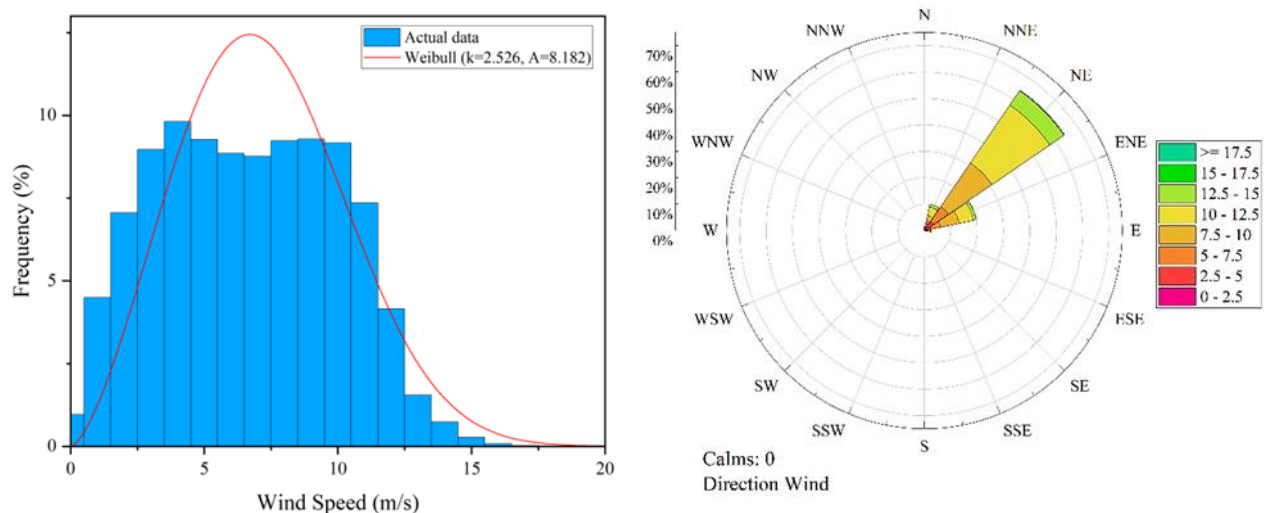 Actual data
Weibull (k=2.526, A=8.182)
10
5
0
0
5
10
15
20
Frequency (%)
Wind Speed (m/s)
N
NNE
NE
ENE
E
ESE
SE
SSE
S
SSW
SW
WSW
W
WNW
NW
NNW
70%
60%
50%
40%
30%
20%
10%
0%
>= 17.5
15 - 17.5
12.5 - 15
10 - 12.5
7.5 - 10
5 - 7.5
2.5 - 5
0 - 2.5
Calms: 0
Direction Wind